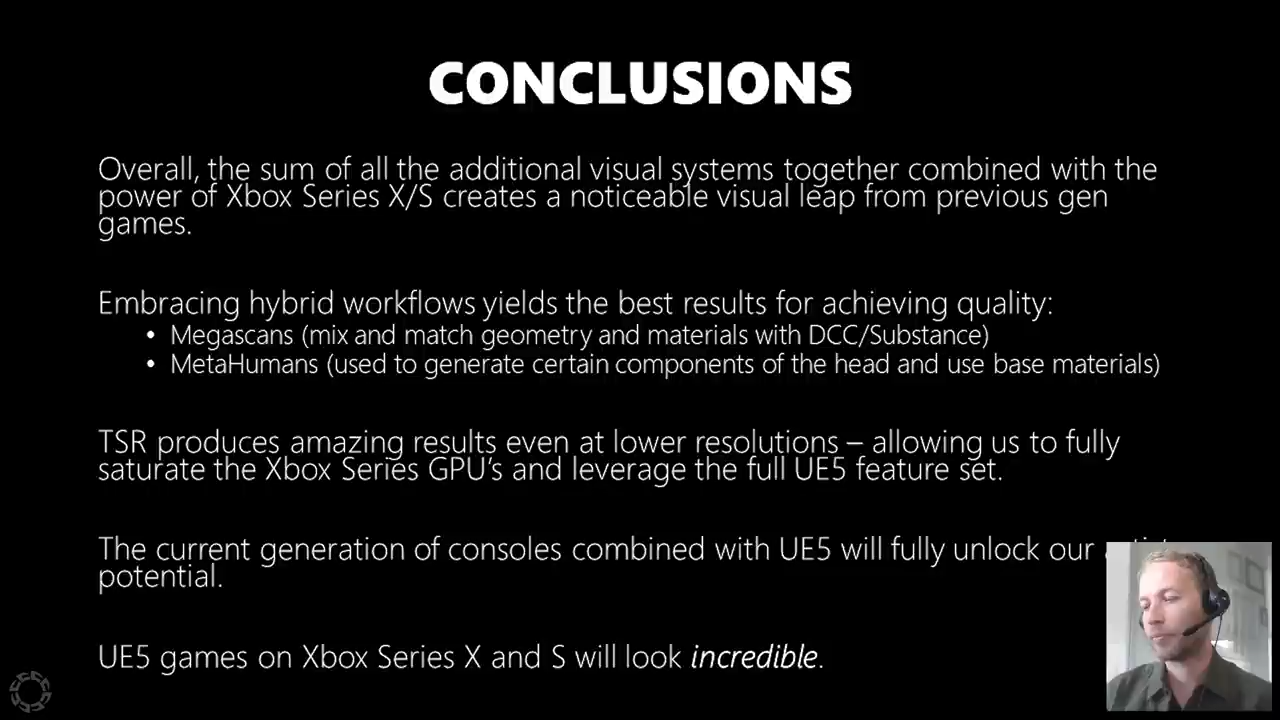 CONCLUSIONS
Overall, the sum of all the additional visual systems together combined with the
power of Xbox Series X/S creates a noticeable visual leap from previous gen
games.
Embracing hybrid workflows yields the best results for achieving quality:
• Megascans (mix and match geometry and materials with DCC/Substance)
• MetaHumans (used to generate certain components of the head and use base materials)
TSR produces amazing results even at lower resolutions – allowing us to fully
saturate the Xbox Series GPU's and leverage the full UE5 feature set.
The current generation of consoles combined with UE5 will fully unlock our
potential.
UE5 games on Xbox Series X and S will look incredible.